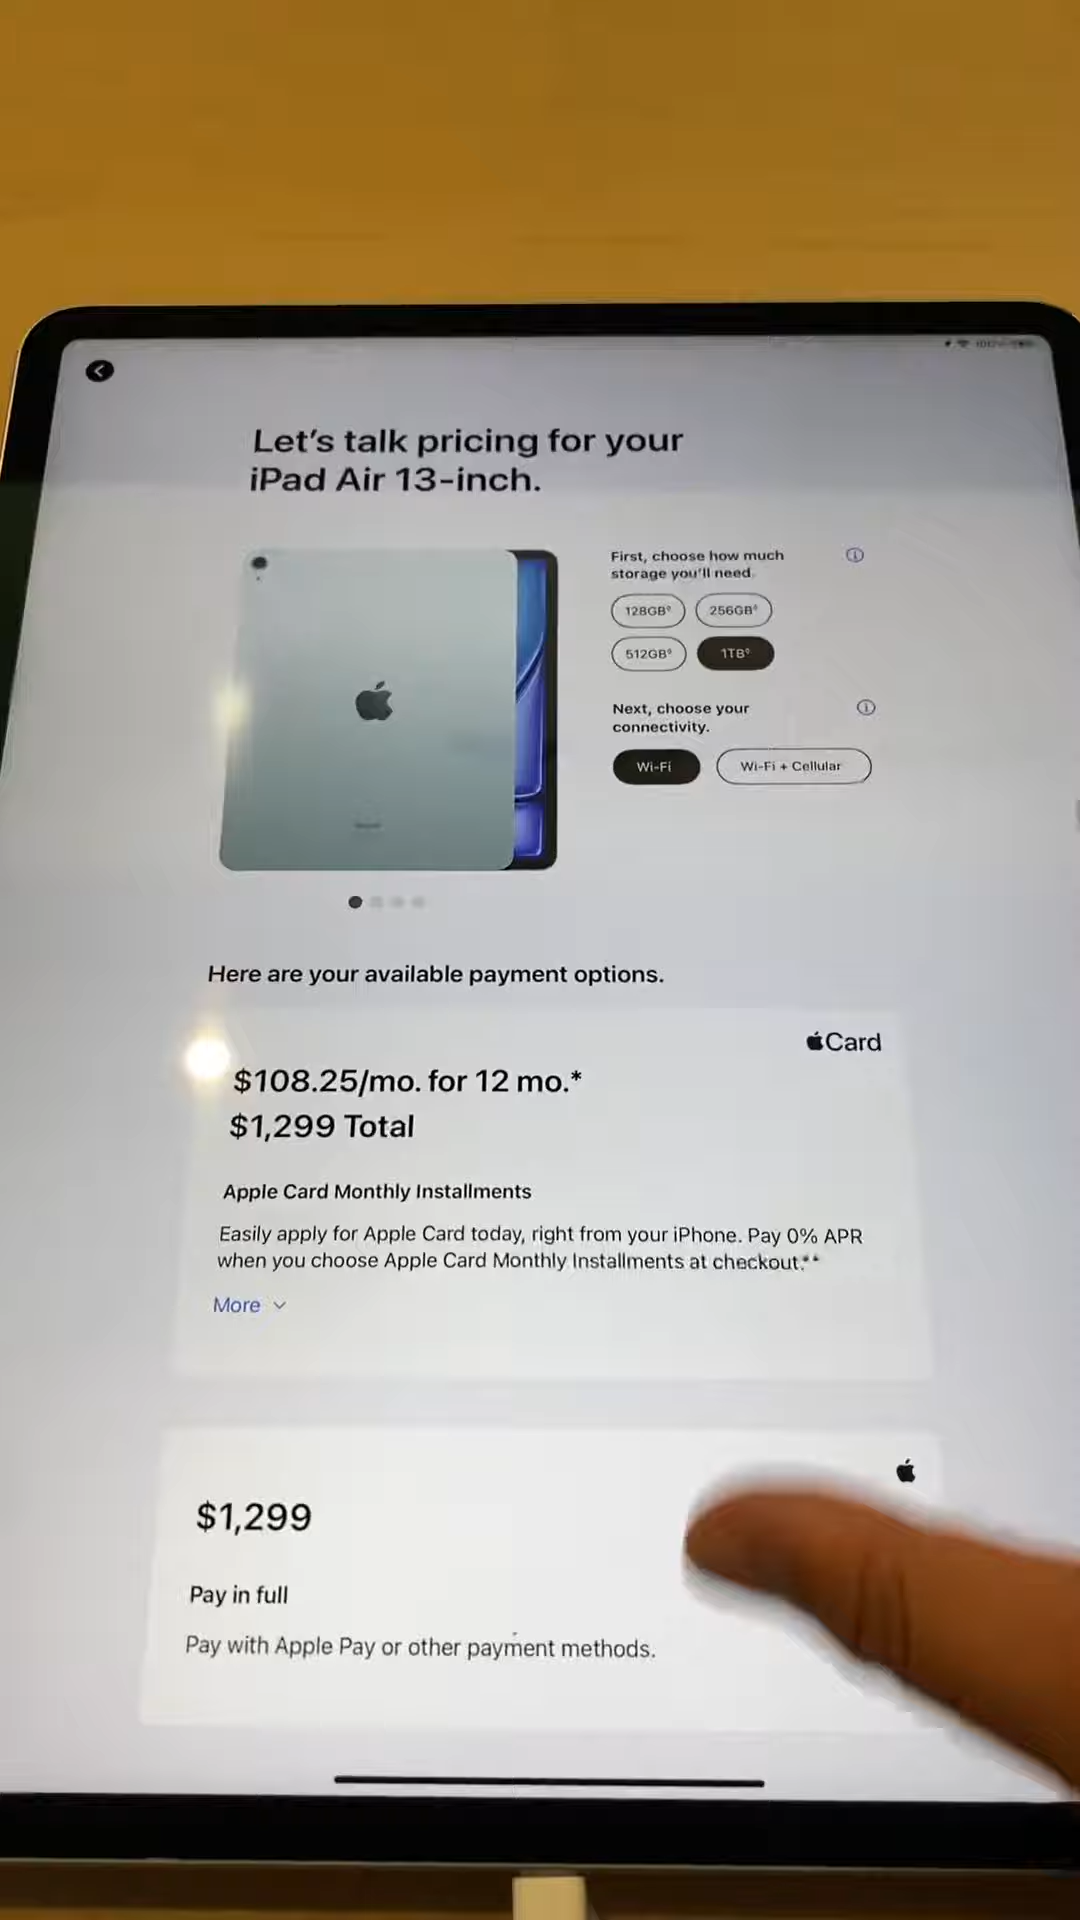 Let's talk pricing for your
iPad Air 13-inch.
First, choose how much
storage you'll need.
128GB◊ 256GB◊
512GB◊ 1TB◊
Next, choose your
connectivity.
Wi-Fi Wi-Fi + Cellular
Here are your available payment options.
Card
$108.25/mo. for 12 mo.*
$1,299 Total
Apple Card Monthly Installments
Easily apply for Apple Card today, right from your iPhone. Pay 0% APR
when you choose Apple Card Monthly Installments at checkout.**
More
$1,299
Pay in full
Pay with Apple Pay or other payment methods.